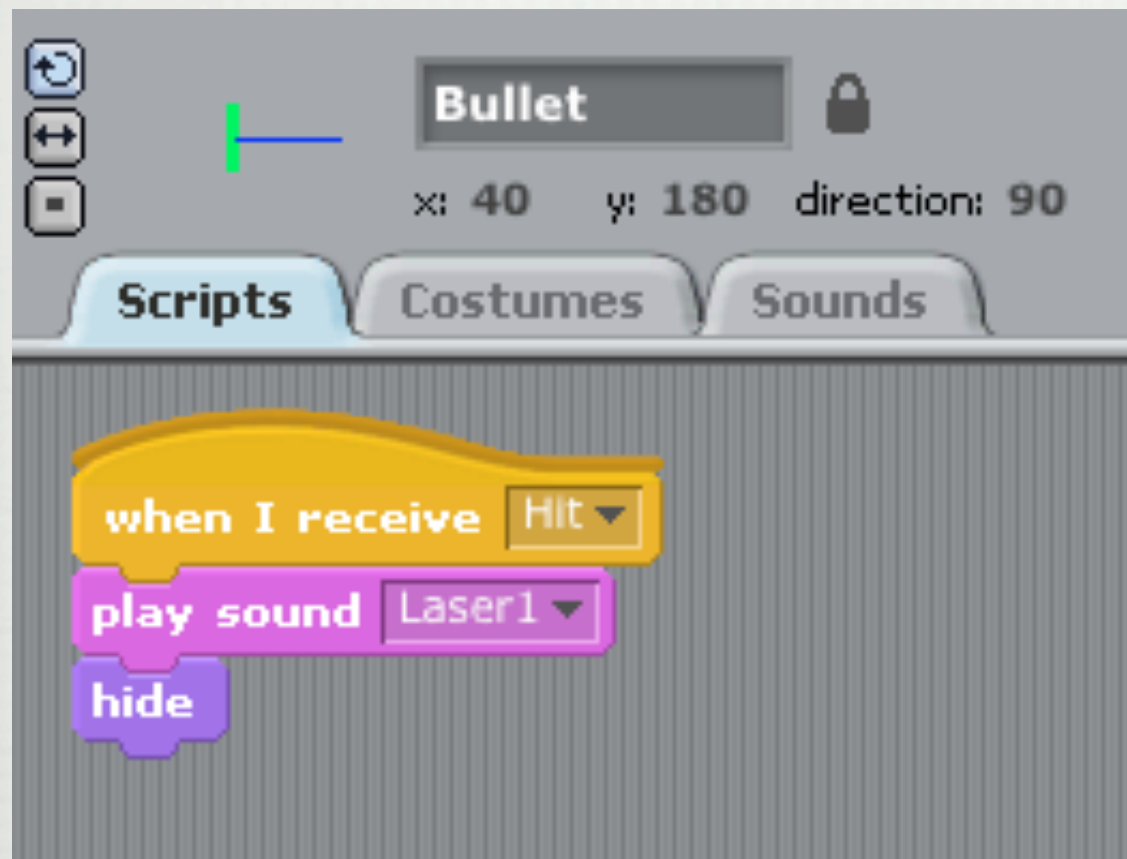 Bullet
x: 40 y: 180 direction: 90
Scripts Costumes Sounds
when I receive Hit
play sound Laser1
hide